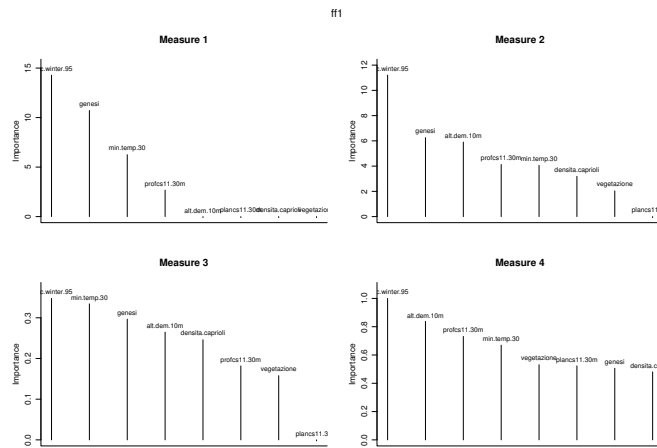 ff1
Measure 1
Importance
15
10
5
0
c.winter.95
genesi
min.temp.30
profcs11.30m
alt.dem.10m
plancs11.30m
densita.caprioli
vegetazion
Measure 2
Importance
12
10
8
6
4
2
0
c.winter.95
genesi
alt.dem.10m
profcs11.30m
min.temp.30
densita.caprioli
vegetazione
plancs11
Measure 3
Importance
0.3
0.2
0.1
0.0
c.winter.95
min.temp.30
genesi
alt.dem.10m
densita.caprioli
profcs11.30m
vegetazione
plancs11.3
Measure 4
Importance
1.0
0.8
0.6
0.4
0.2
0.0
c.winter.95
alt.dem.10m
profcs11.30m
min.temp.30
vegetazione
plancs11.30m
genesi
densita.c